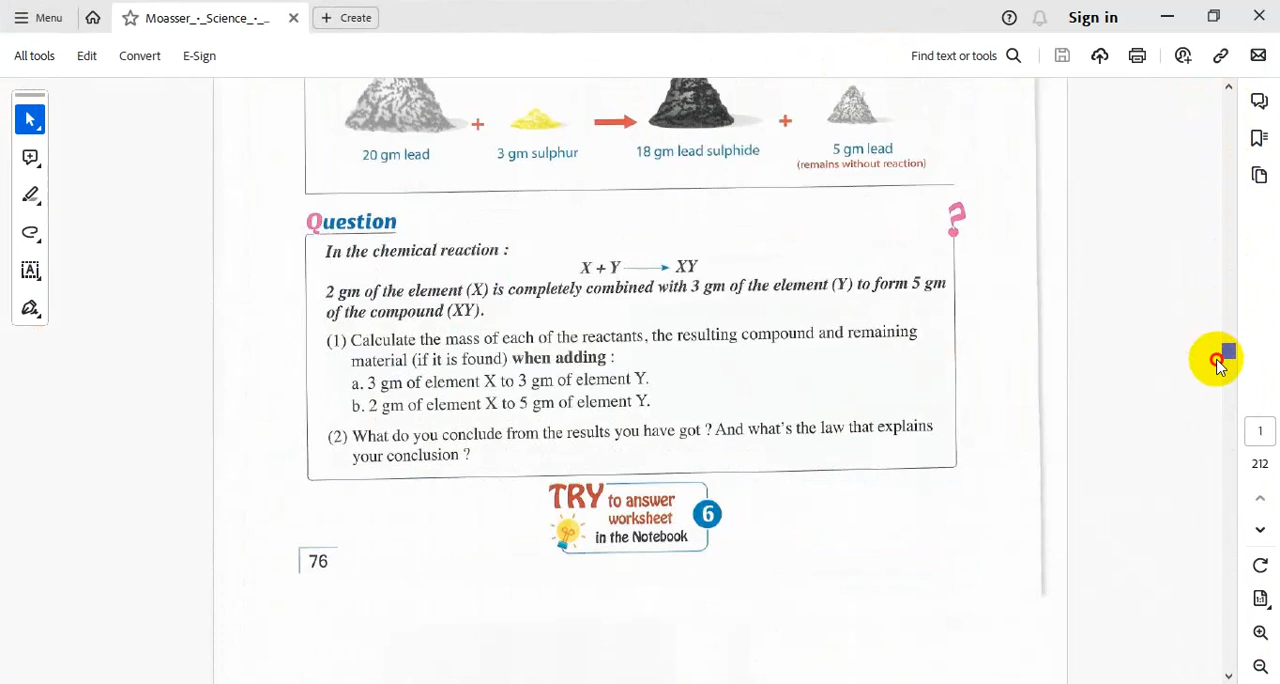 Menu
Moasser_•_Science_•_...
Create
Sign in
All tools
Edit
Convert
E-Sign
Find text or tools
20 gm lead
+
3 gm sulphur
18 gm lead sulphide
+
5 gm lead
(remains without reaction)
Question
?
In the chemical reaction :
X + Y → XY
2 gm of the element (X) is completely combined with 3 gm of the element (Y) to form 5 gm
of the compound (XY).
(1) Calculate the mass of each of the reactants, the resulting compound and remaining
material (if it is found) when adding :
a. 3 gm of element X to 3 gm of element Y.
b. 2 gm of element X to 5 gm of element Y.
(2) What do you conclude from the results you have got ? And what's the law that explains
your conclusion ?
TRY to answer
worksheet
in the Notebook
6
76
1
212